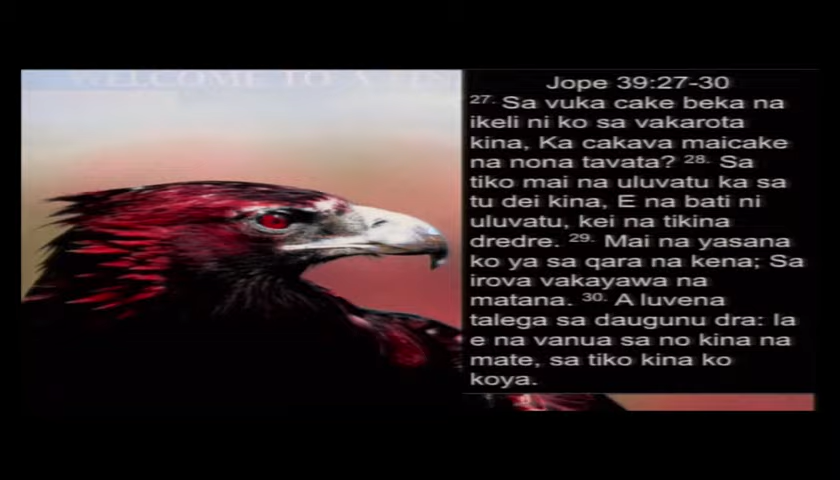 WELCOME TO
Jope 39:27-30
27. Sa vuka cake beka na
ikeli ni ko sa vakarota
kina, Ka cakava maicake
na nona tavata? 28. Sa
tiko mai na uluvatu ka sa
tu dei kina, E na bati ni
uluvatu, kei na tikina
dredre. 29. Mai na yasana
ko ya sa qara na kena; Sa
irova vakayawa na
matana. 30. A luvena
talega sa daugunu dra: Ia
e na vanua sa no kina na
mate, sa tiko kina ko
koya.